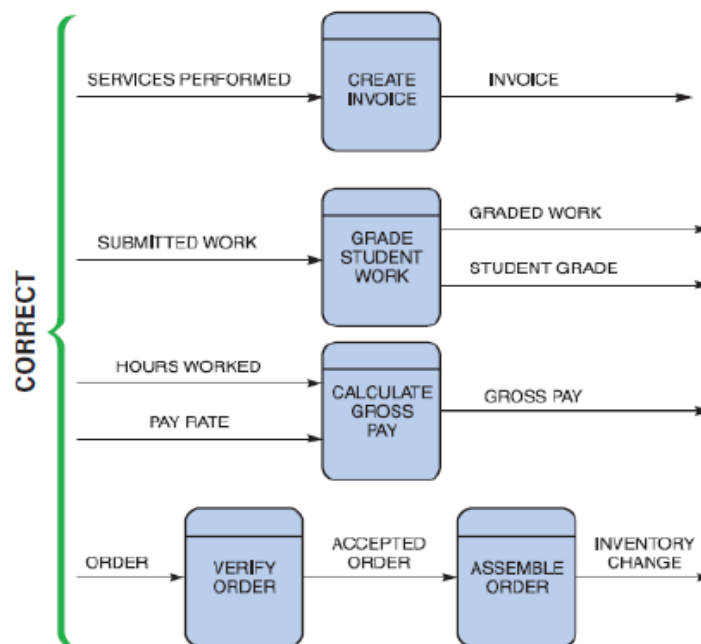 CORRECT
SERVICES PERFORMED
CREATE
INVOICE
INVOICE
SUBMITTED WORK
GRADE
STUDENT
WORK
GRADED WORK
STUDENT GRADE
HOURS WORKED
PAY RATE
CALCULATE
GROSS
PAY
GROSS PAY
ORDER
VERIFY
ORDER
ACCEPTED
ORDER
ASSEMBLE
ORDER
INVENTORY
CHANGE